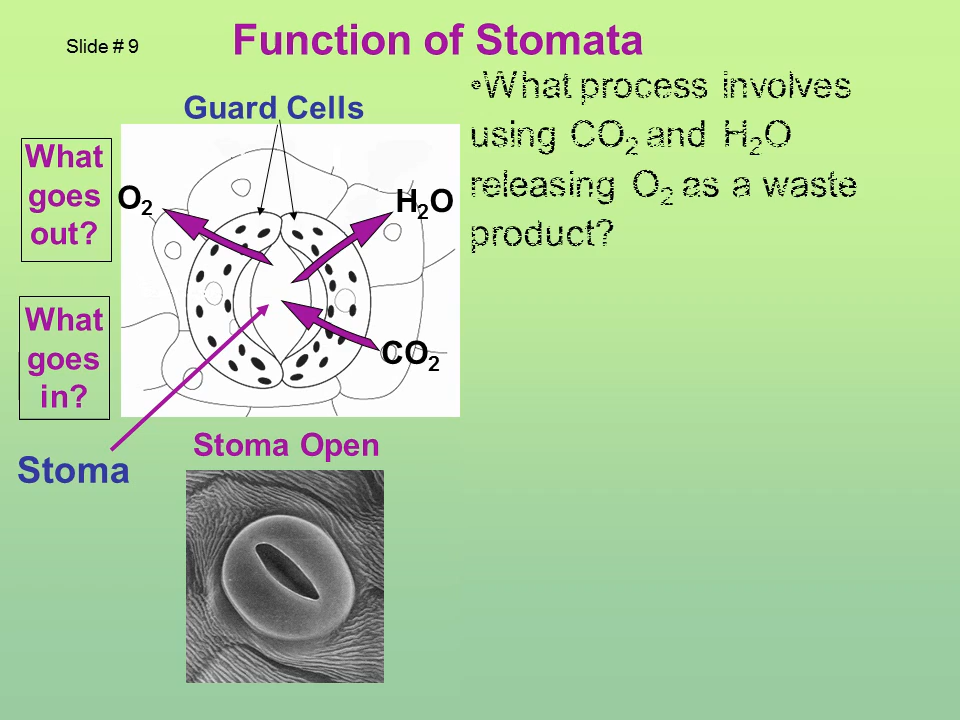 Slide # 9
Function of Stomata
Guard Cells
What
goes
out?
O2
H2O
What
goes
in?
CO2
Stoma
Stoma Open
•What process involves
using CO2 and H2O
releasing O2 as a waste
product?